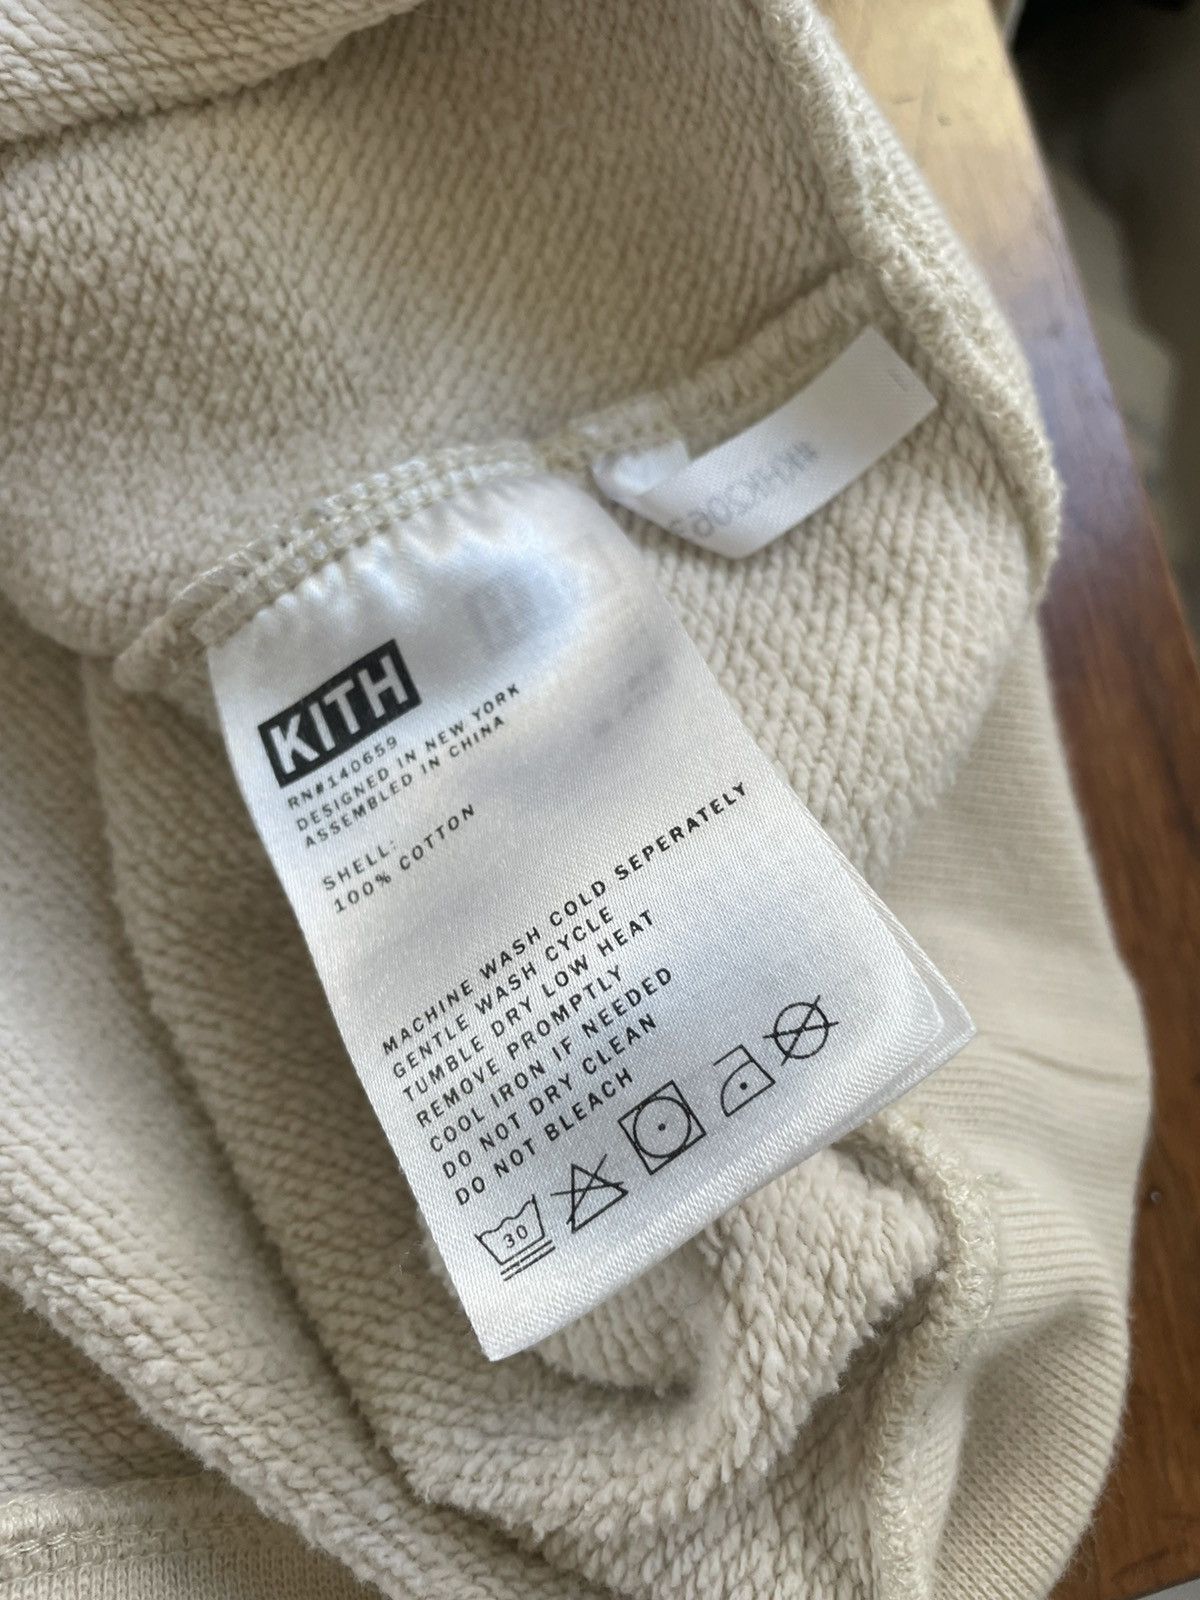 KITH
RN#140659
DESIGNED IN NEW YORK
ASSEMBLED IN CHINA
SHELL:
100% COTTON
MACHINE WASH COLD SEPERATELY
GENTLE WASH CYCLE
TUMBLE DRY LOW HEAT
REMOVE PROMPTLY
COOL IRON IF NEEDED
DO NOT DRY CLEAN
DO NOT BLEACH
30